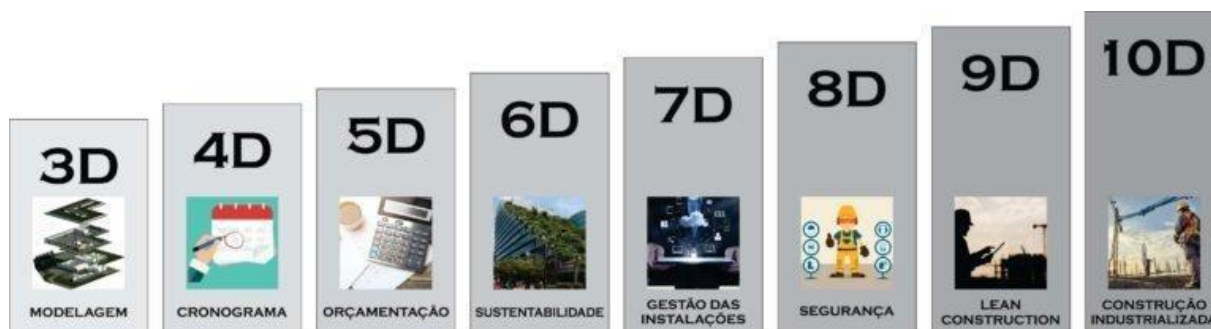 3D
MODELAGEM
4D
CRONOGRAMA
5D
ORÇAMENTAÇÃO
6D
SUSTENTABILIDADE
7D
GESTÃO DAS
INSTALAÇÕES
8D
SEGURANÇA
9D
LEAN
CONSTRUCTION
10D
CONSTRUÇÃO
INDUSTRIALIZADA